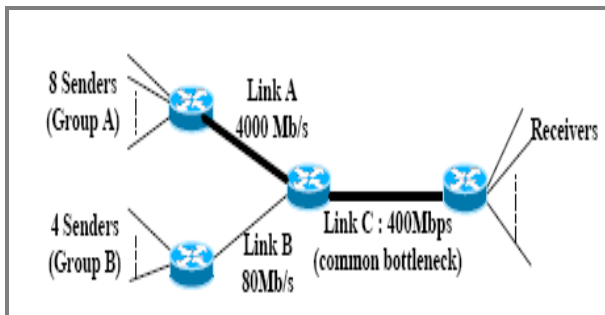 8 Senders
(Group A)
Link A
4000 Mb/s
Receivers
4 Senders
(Group B)
Link B
80Mb/s
Link C : 400Mbps
(common bottleneck)